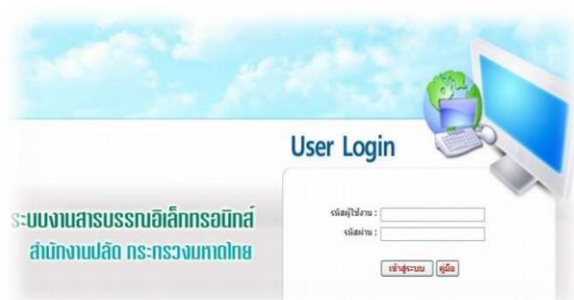 User Login
ระบบงานสารบรรณอิเล็กทรอนิกส์
สำนักงานปลัด กระทรวงมหาดไทย
รหัสผู้ใช้งาน :
รหัสผ่าน :
เข้าสู่ระบบ คู่มือ